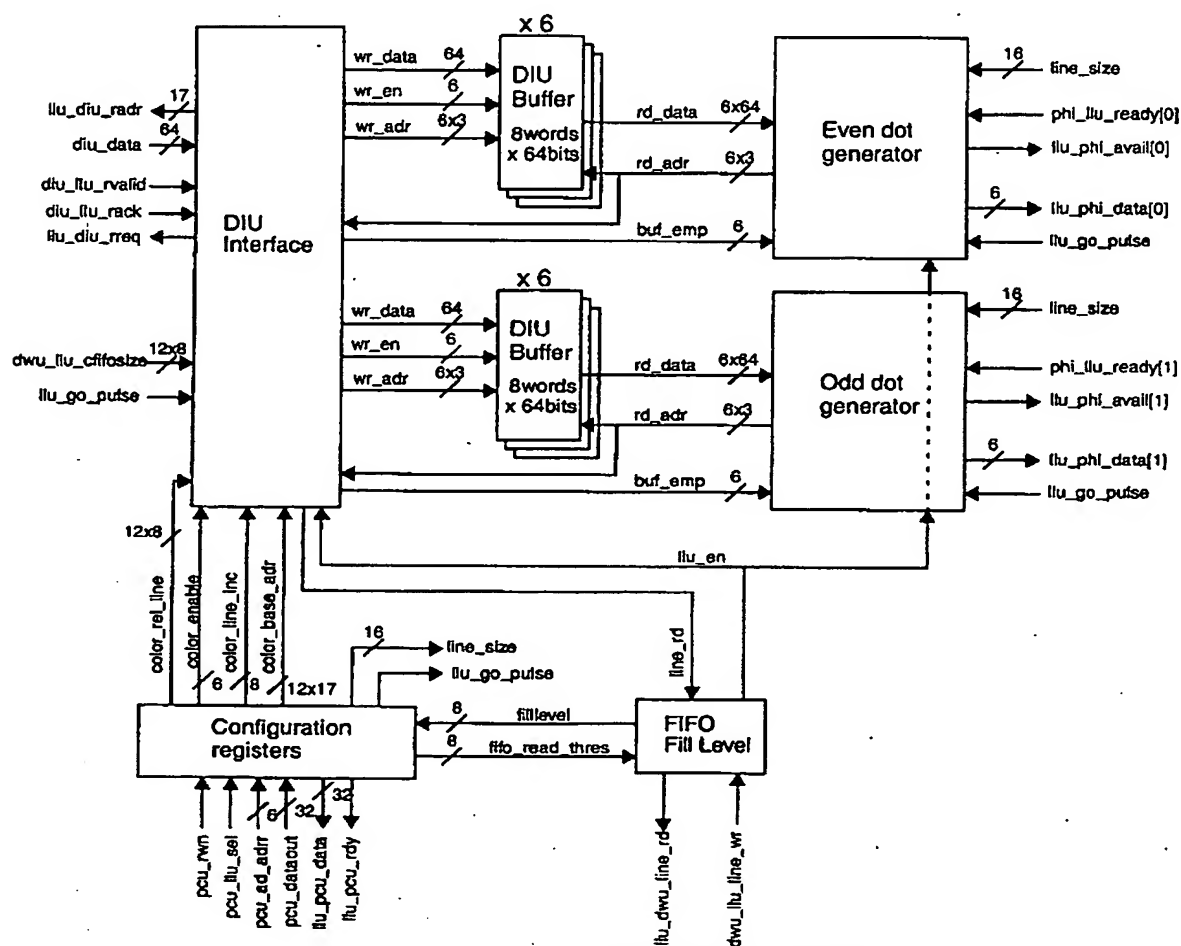 x 6
wr_data 64
wr_en 6
wr_adr 6x3
DIU
Buffer
8words
x 64bits
rd_data 6x64
rd_adr 6x3
buf_emp 6
Even dot
generator
16 line_size
phi_llu_ready[0]
llu_phi_avail[0]
6 llu_phi_data[0]
llu_go_pulse
llu_diu_radr 17
diu_data 64
diu_llu_rvalid
diu_llu_rack
llu_diu_rreq
DIU
Interface
dwu_llu_cfifosize 12x8
llu_go_pulse
x 6
wr_data 64
wr_en 6
wr_adr 6x3
DIU
Buffer
8words
x 64bits
rd_data 6x64
rd_adr 6x3
buf_emp 6
Odd dot
generator
16 line_size
phi_llu_ready[1]
llu_phi_avail[1]
6 llu_phi_data[1]
llu_go_pulse
12x8
color_rel_line
color_enable
6
color_line_inc
8
color_base_adr
12x17
llu_en
line_rd
16 line_size
llu_go_pulse
Configuration
registers
8 filllevel
8 fifo_read_thres
FIFO
Fill Level
pcu_rwn
pcu_llu_sel
pcu_ad_adrr
6
pcu_dataout
32
llu_pcu_data
32
llu_pcu_rdy
llu_dwu_line_rd
dwu_llu_line_wr